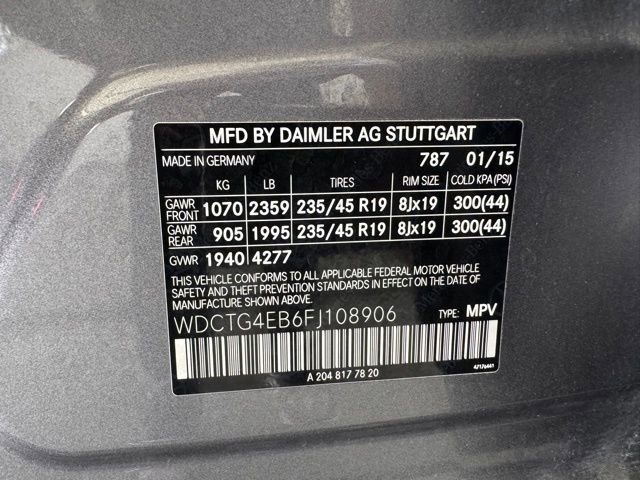 MFD BY DAIMLER AG STUTTGART
MADE IN GERMANY 787 01/15
KG LB TIRES RIM SIZE COLD KPA(PSI)
GAWR FRONT 1070 2359 235/45 R19 8Jx19 300(44)
GAWR REAR 905 1995 235/45 R19 8Jx19 300(44)
GVWR 1940 4277
THIS VEHICLE CONFORMS TO ALL APPLICABLE FEDERAL MOTOR VEHICLE
SAFETY AND THEFT PREVENTION STANDARDS IN EFFECT ON THE DATE OF
MANUFACTURE SHOWN ABOVE.
WDCTG4EB6FJ108906 TYPE: MPV
A 204 817 78 20